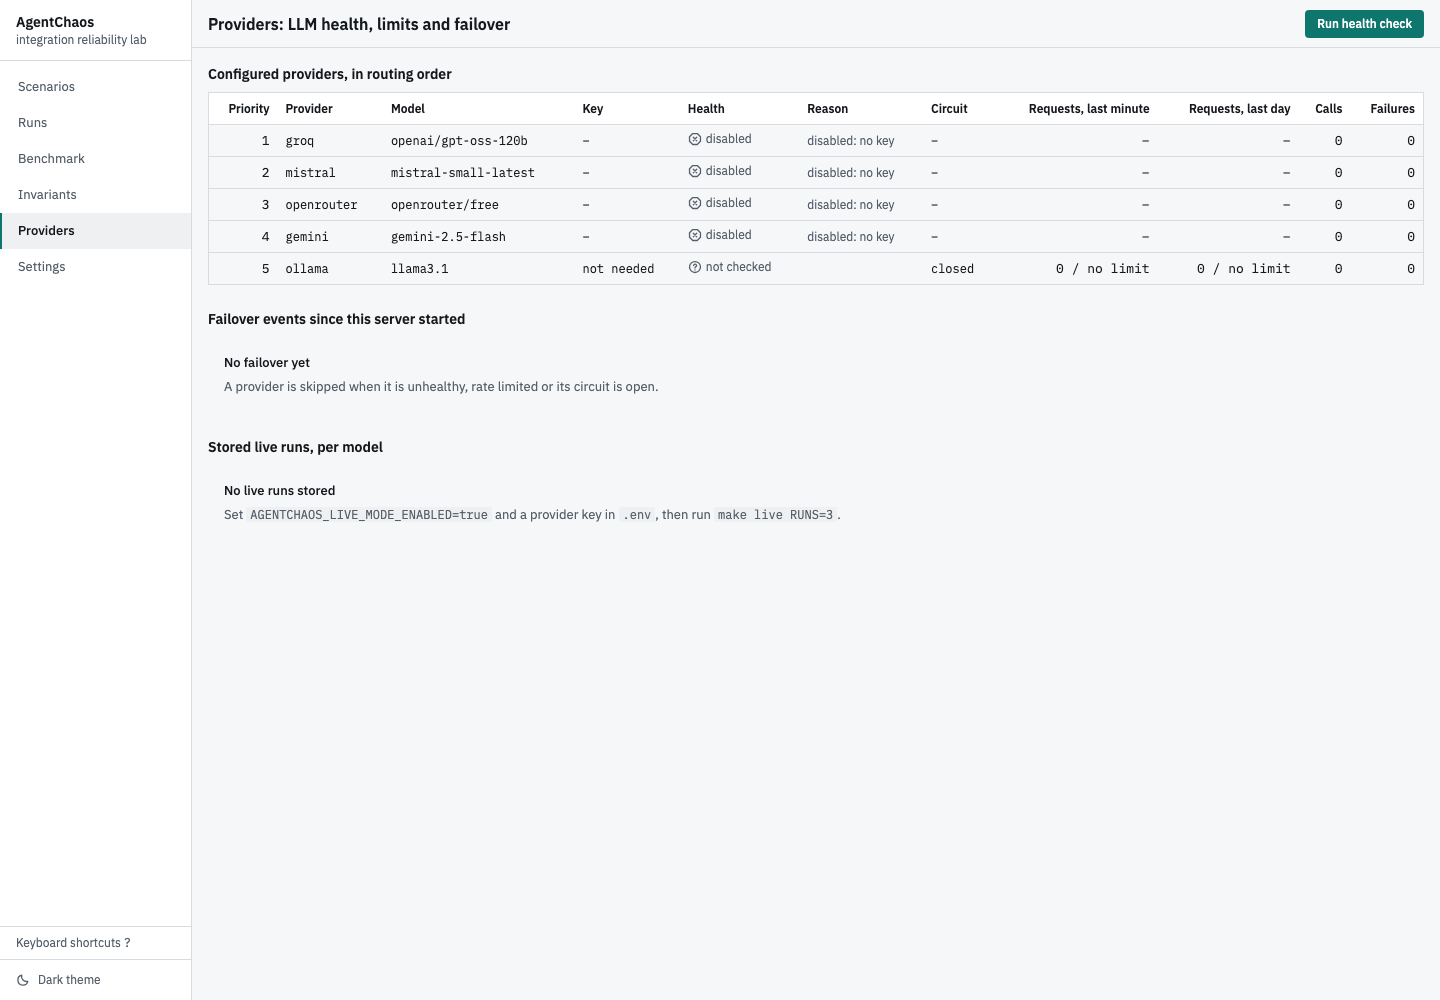 AgentChaos
integration reliability lab
Scenarios
Runs
Benchmark
Invariants
Providers
Settings
Keyboard shortcuts ?
Dark theme
Providers: LLM health, limits and failover
Run health check
Configured providers, in routing order
Priority Provider Model Key Health Reason Circuit Requests, last minute Requests, last day Calls Failures
1 groq openai/gpt-oss-120b – disabled disabled: no key – – – 0 0
2 mistral mistral-small-latest – disabled disabled: no key – – – 0 0
3 openrouter openrouter/free – disabled disabled: no key – – – 0 0
4 gemini gemini-2.5-flash – disabled disabled: no key – – – 0 0
5 ollama llama3.1 not needed not checked closed 0 / no limit 0 / no limit 0 0
Failover events since this server started
No failover yet
A provider is skipped when it is unhealthy, rate limited or its circuit is open.
Stored live runs, per model
No live runs stored
Set AGENTCHAOS_LIVE_MODE_ENABLED=true and a provider key in .env, then run make live RUNS=3.